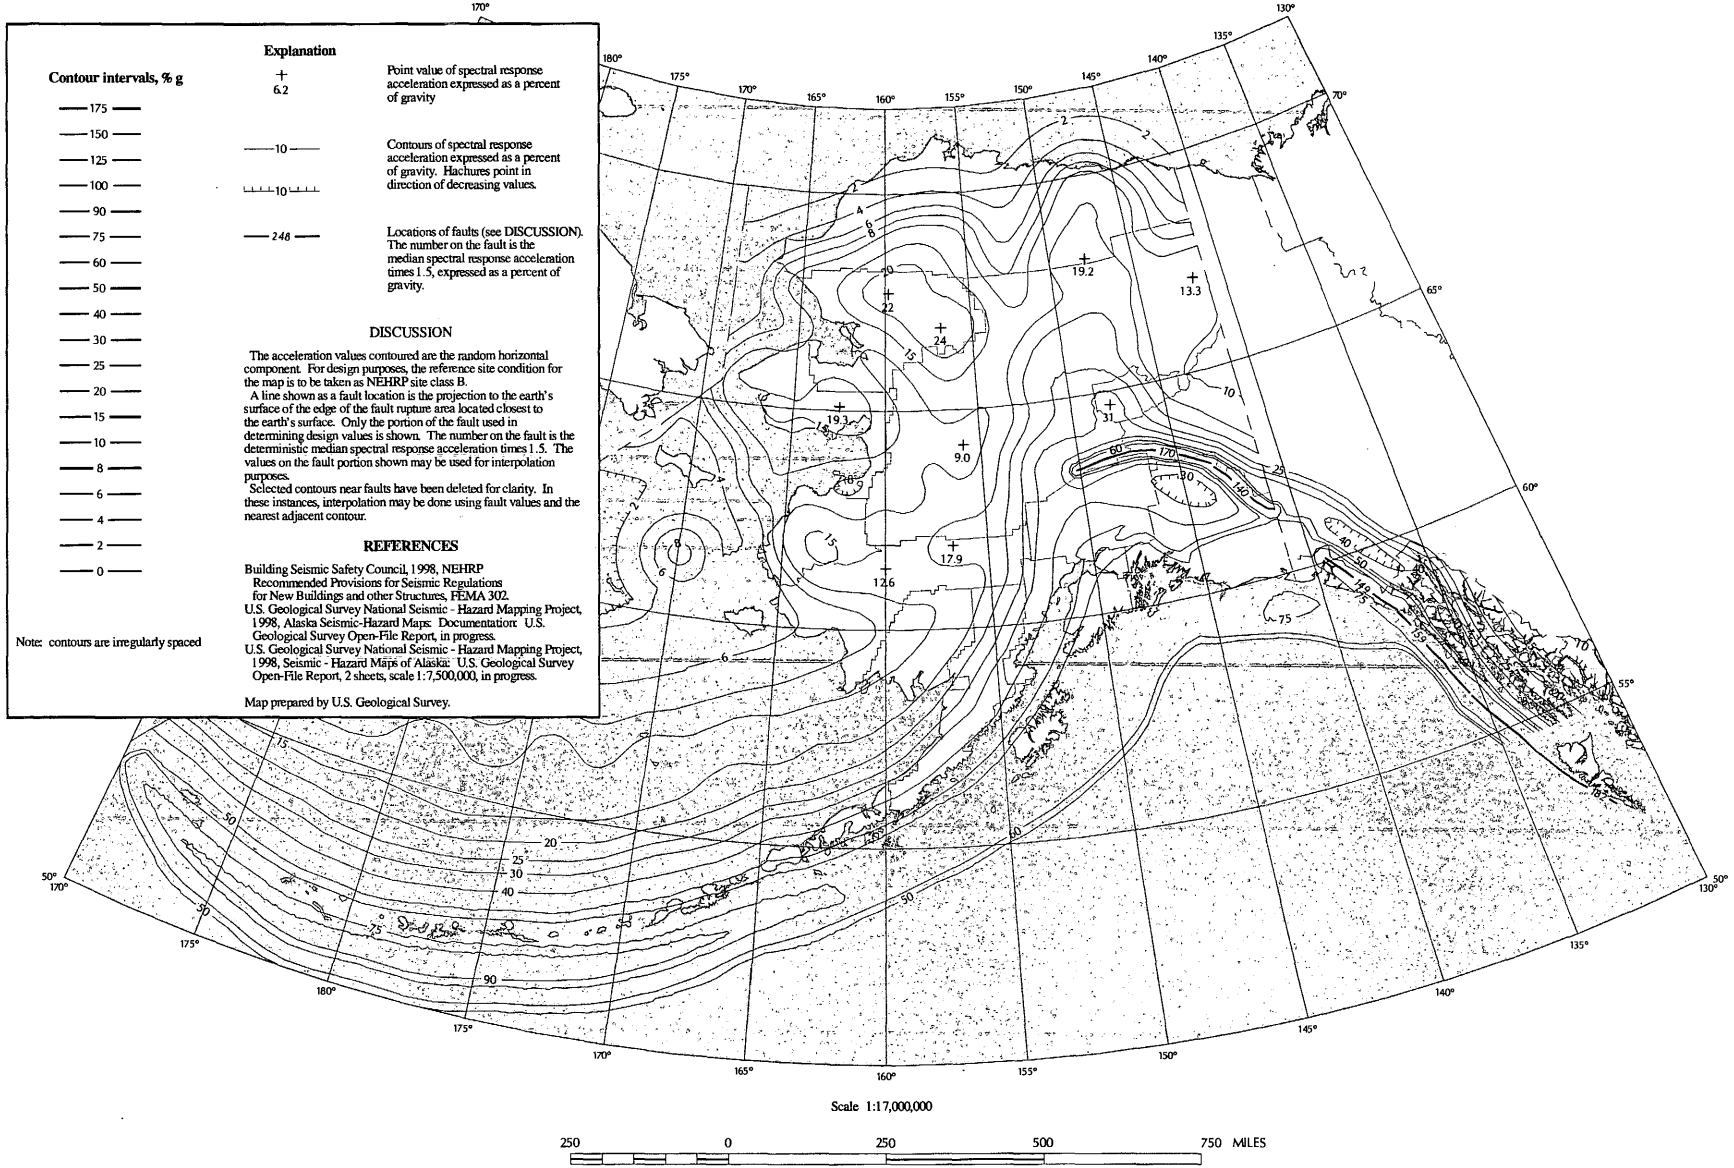 Explanation
Contour intervals, % g
175
150
125
100
90
75
60
50
40
30
25
20
15
10
8
6
4
2
0
Note: contours are irregularly spaced
+
6.2
Point value of spectral response
acceleration expressed as a percent
of gravity
10
10
Contours of spectral response
acceleration expressed as a percent
of gravity. Hachures point in
direction of decreasing values.
248
Locations of faults (see DISCUSSION).
The number on the fault is the
median spectral response acceleration
times 1.5, expressed as a percent of
gravity.
DISCUSSION
The acceleration values contoured are the random horizontal
component. For design purposes, the reference site condition for
the map is to be taken as NEHRP site class B.
A line shown as a fault location is the projection to the earth's
surface of the edge of the fault rupture area located closest to
the earth's surface. Only the portion of the fault used in
determining design values is shown. The number on the fault is the
deterministic median spectral response acceleration times 1.5. The
values on the fault portion shown may be used for interpolation
purposes.
Selected contours near faults have been deleted for clarity. In
these instances, interpolation may be done using fault values and the
nearest adjacent contour.
REFERENCES
Building Seismic Safety Council, 1998, NEHRP
Recommended Provisions for Seismic Regulations
for New Buildings and other Structures, FEMA 302.
U.S. Geological Survey National Seismic - Hazard Mapping Project,
1998, Alaska Seismic-Hazard Maps: Documentation: U.S.
Geological Survey Open-File Report, in progress.
U.S. Geological Survey National Seismic - Hazard Mapping Project,
1998, Seismic - Hazard Maps of Alaska: U.S. Geological Survey
Open-File Report, 2 sheets, scale 1:7,500,000, in progress.
Map prepared by U.S. Geological Survey.
170°
180°
175°
170°
165°
160°
155°
150°
145°
140°
135°
130°
70°
65°
60°
55°
50°
130°
135°
140°
145°
150°
155°
160°
165°
170°
175°
180°
175°
50°
170°
2
2
2
4
6
8
20
22
24
15
19.2
13.3
19.3
15
9.0
31
10
25
60
170
140
30
8
4
2
8
6
15
12.6
17.9
40
50
149
175
159
75
10
6
15
20
25
30
40
50
50
75
90
50
50
187
Scale 1:17,000,000
250 0 250 500 750 MILES